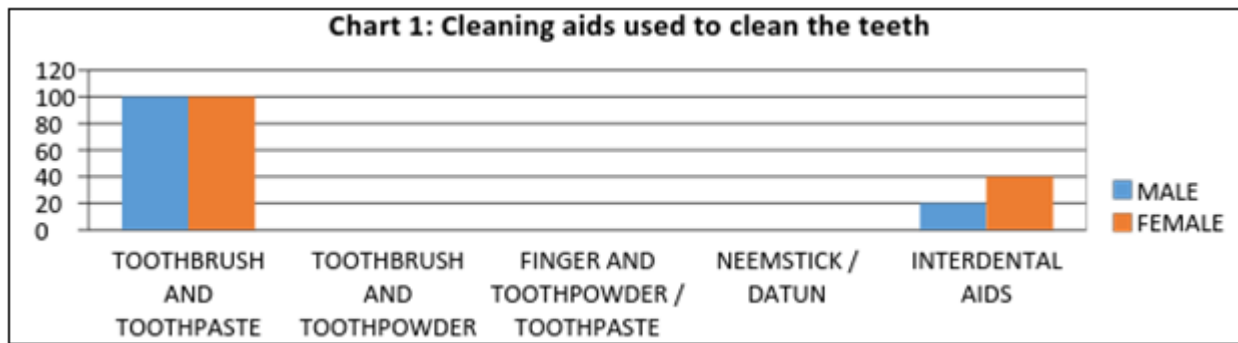 Chart 1: Cleaning aids used to clean the teeth
120
100
80
60
40
20
0
TOOTHBRUSH
AND
TOOTHPASTE
TOOTHBRUSH
AND
TOOTHPOWDER
FINGER AND
TOOTHPOWDER /
TOOTHPASTE
NEEMSTICK /
DATUN
INTERDENTAL
AIDS
MALE
FEMALE